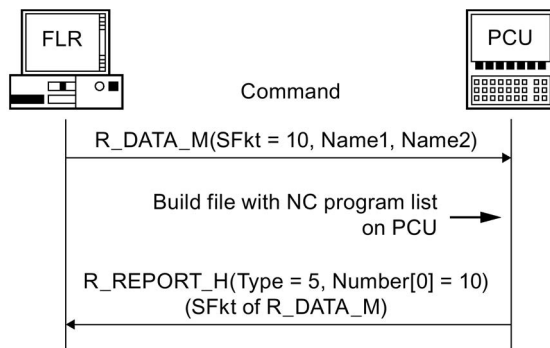 FLR
PCU
Command
R_DATA_M(SFkt = 10, Name1, Name2)
Build file with NC program list
on PCU
R_REPORT_H(Type = 5, Number[0] = 10)
(SFkt of R_DATA_M)